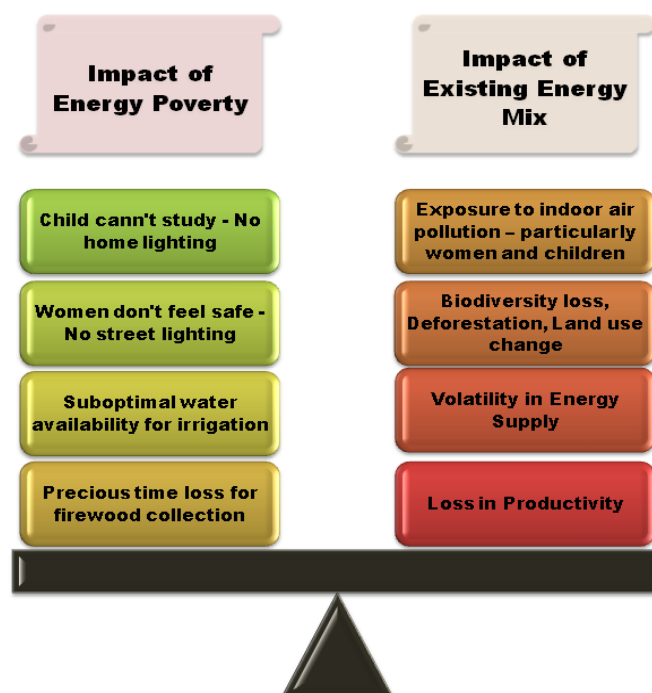 Impact of
Energy Poverty
Child cann't study - No
home lighting
Women don't feel safe -
No street lighting
Suboptimal water
availability for irrigation
Precious time loss for
firewood collection
Impact of
Existing Energy
Mix
Exposure to indoor air
pollution – particularly
women and children
Biodiversity loss,
Deforestation, Land use
change
Volatility in Energy
Supply
Loss in Productivity